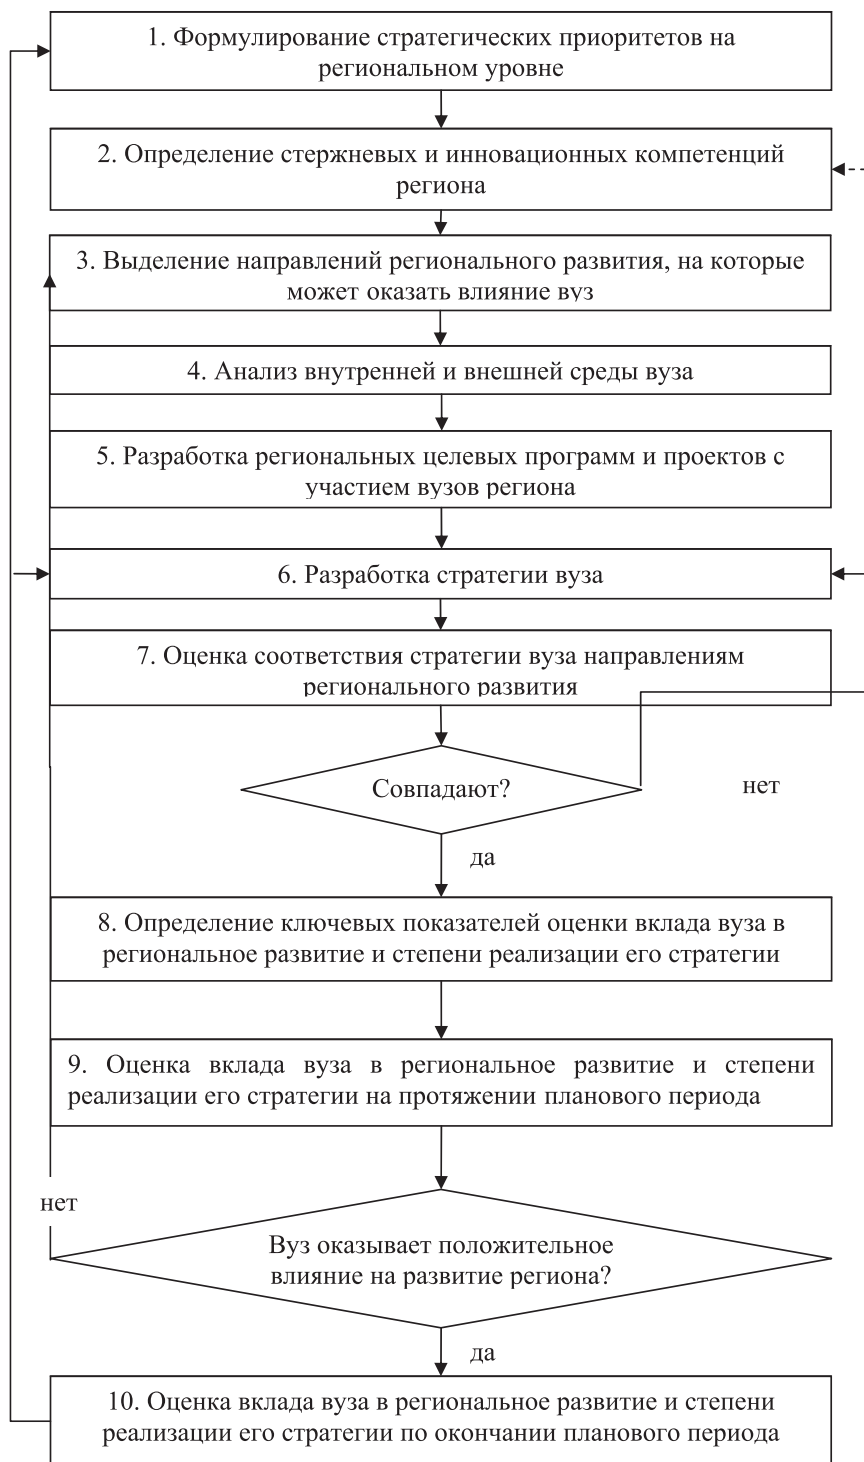 1. Формулирование стратегических приоритетов на
региональном уровне
2. Определение стержневых и инновационных компетенций
региона
3. Выделение направлений регионального развития, на которые
может оказать влияние вуз
4. Анализ внутренней и внешней среды вуза
5. Разработка региональных целевых программ и проектов с
участием вузов региона
6. Разработка стратегии вуза
7. Оценка соответствия стратегии вуза направлениям
регионального развития
Совпадают?
нет
да
8. Определение ключевых показателей оценки вклада вуза в
региональное развитие и степени реализации его стратегии
9. Оценка вклада вуза в региональное развитие и степени
реализации его стратегии на протяжении планового периода
нет
Вуз оказывает положительное
влияние на развитие региона?
да
10. Оценка вклада вуза в региональное развитие и степени
реализации его стратегии по окончании планового периода